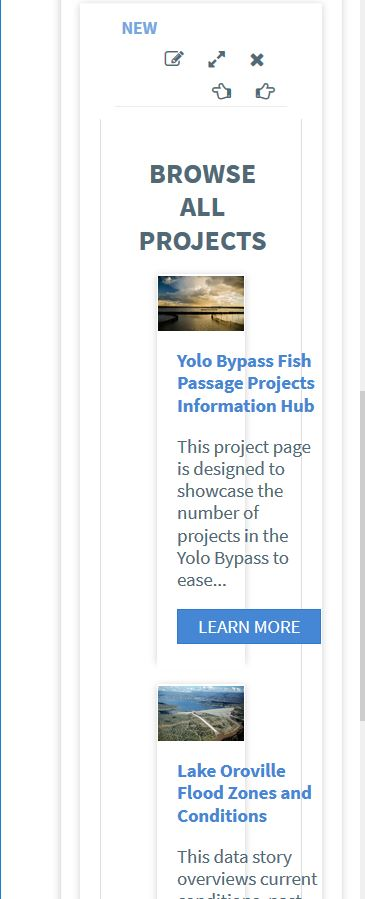 NEW
BROWSE
ALL
PROJECTS
Yolo Bypass Fish
Passage Projects
Information Hub
This project page
is designed to
showcase the
number of
projects in the
Yolo Bypass to
ease...
LEARN MORE
Lake Oroville
Flood Zones and
Conditions
This data story
overviews current
conditions, past